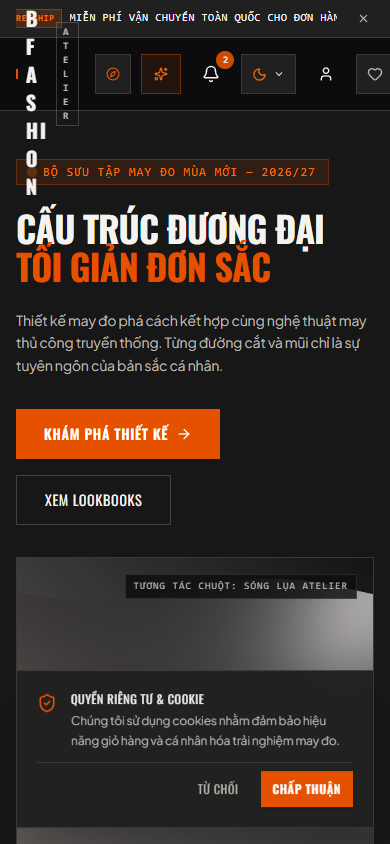 MIỄN PHÍ VẬN CHUYỂN TOÀN QUỐC CHO ĐƠN
BFASHION
ATELIER
2
BỘ SƯU TẬP MAY ĐO MÙA MỚI — 2026/27
CẤU TRÚC ĐƯƠNG ĐẠI
TỐI GIẢN ĐƠN SẮC
Thiết kế may đo phá cách kết hợp cùng nghệ thuật may
thủ công truyền thống. Từng đường cắt và mũi chỉ là sự
tuyên ngôn của bản sắc cá nhân.
KHÁM PHÁ THIẾT KẾ
XEM LOOKBOOKS
TƯƠNG TÁC CHUỘT: SÓNG LỤA ATELIER
QUYỀN RIÊNG TƯ & COOKIE
Chúng tôi sử dụng cookies nhằm đảm bảo hiệu
năng giỏ hàng và cá nhân hóa trải nghiệm may đo.
TỪ CHỐI
CHẤP THUẬN